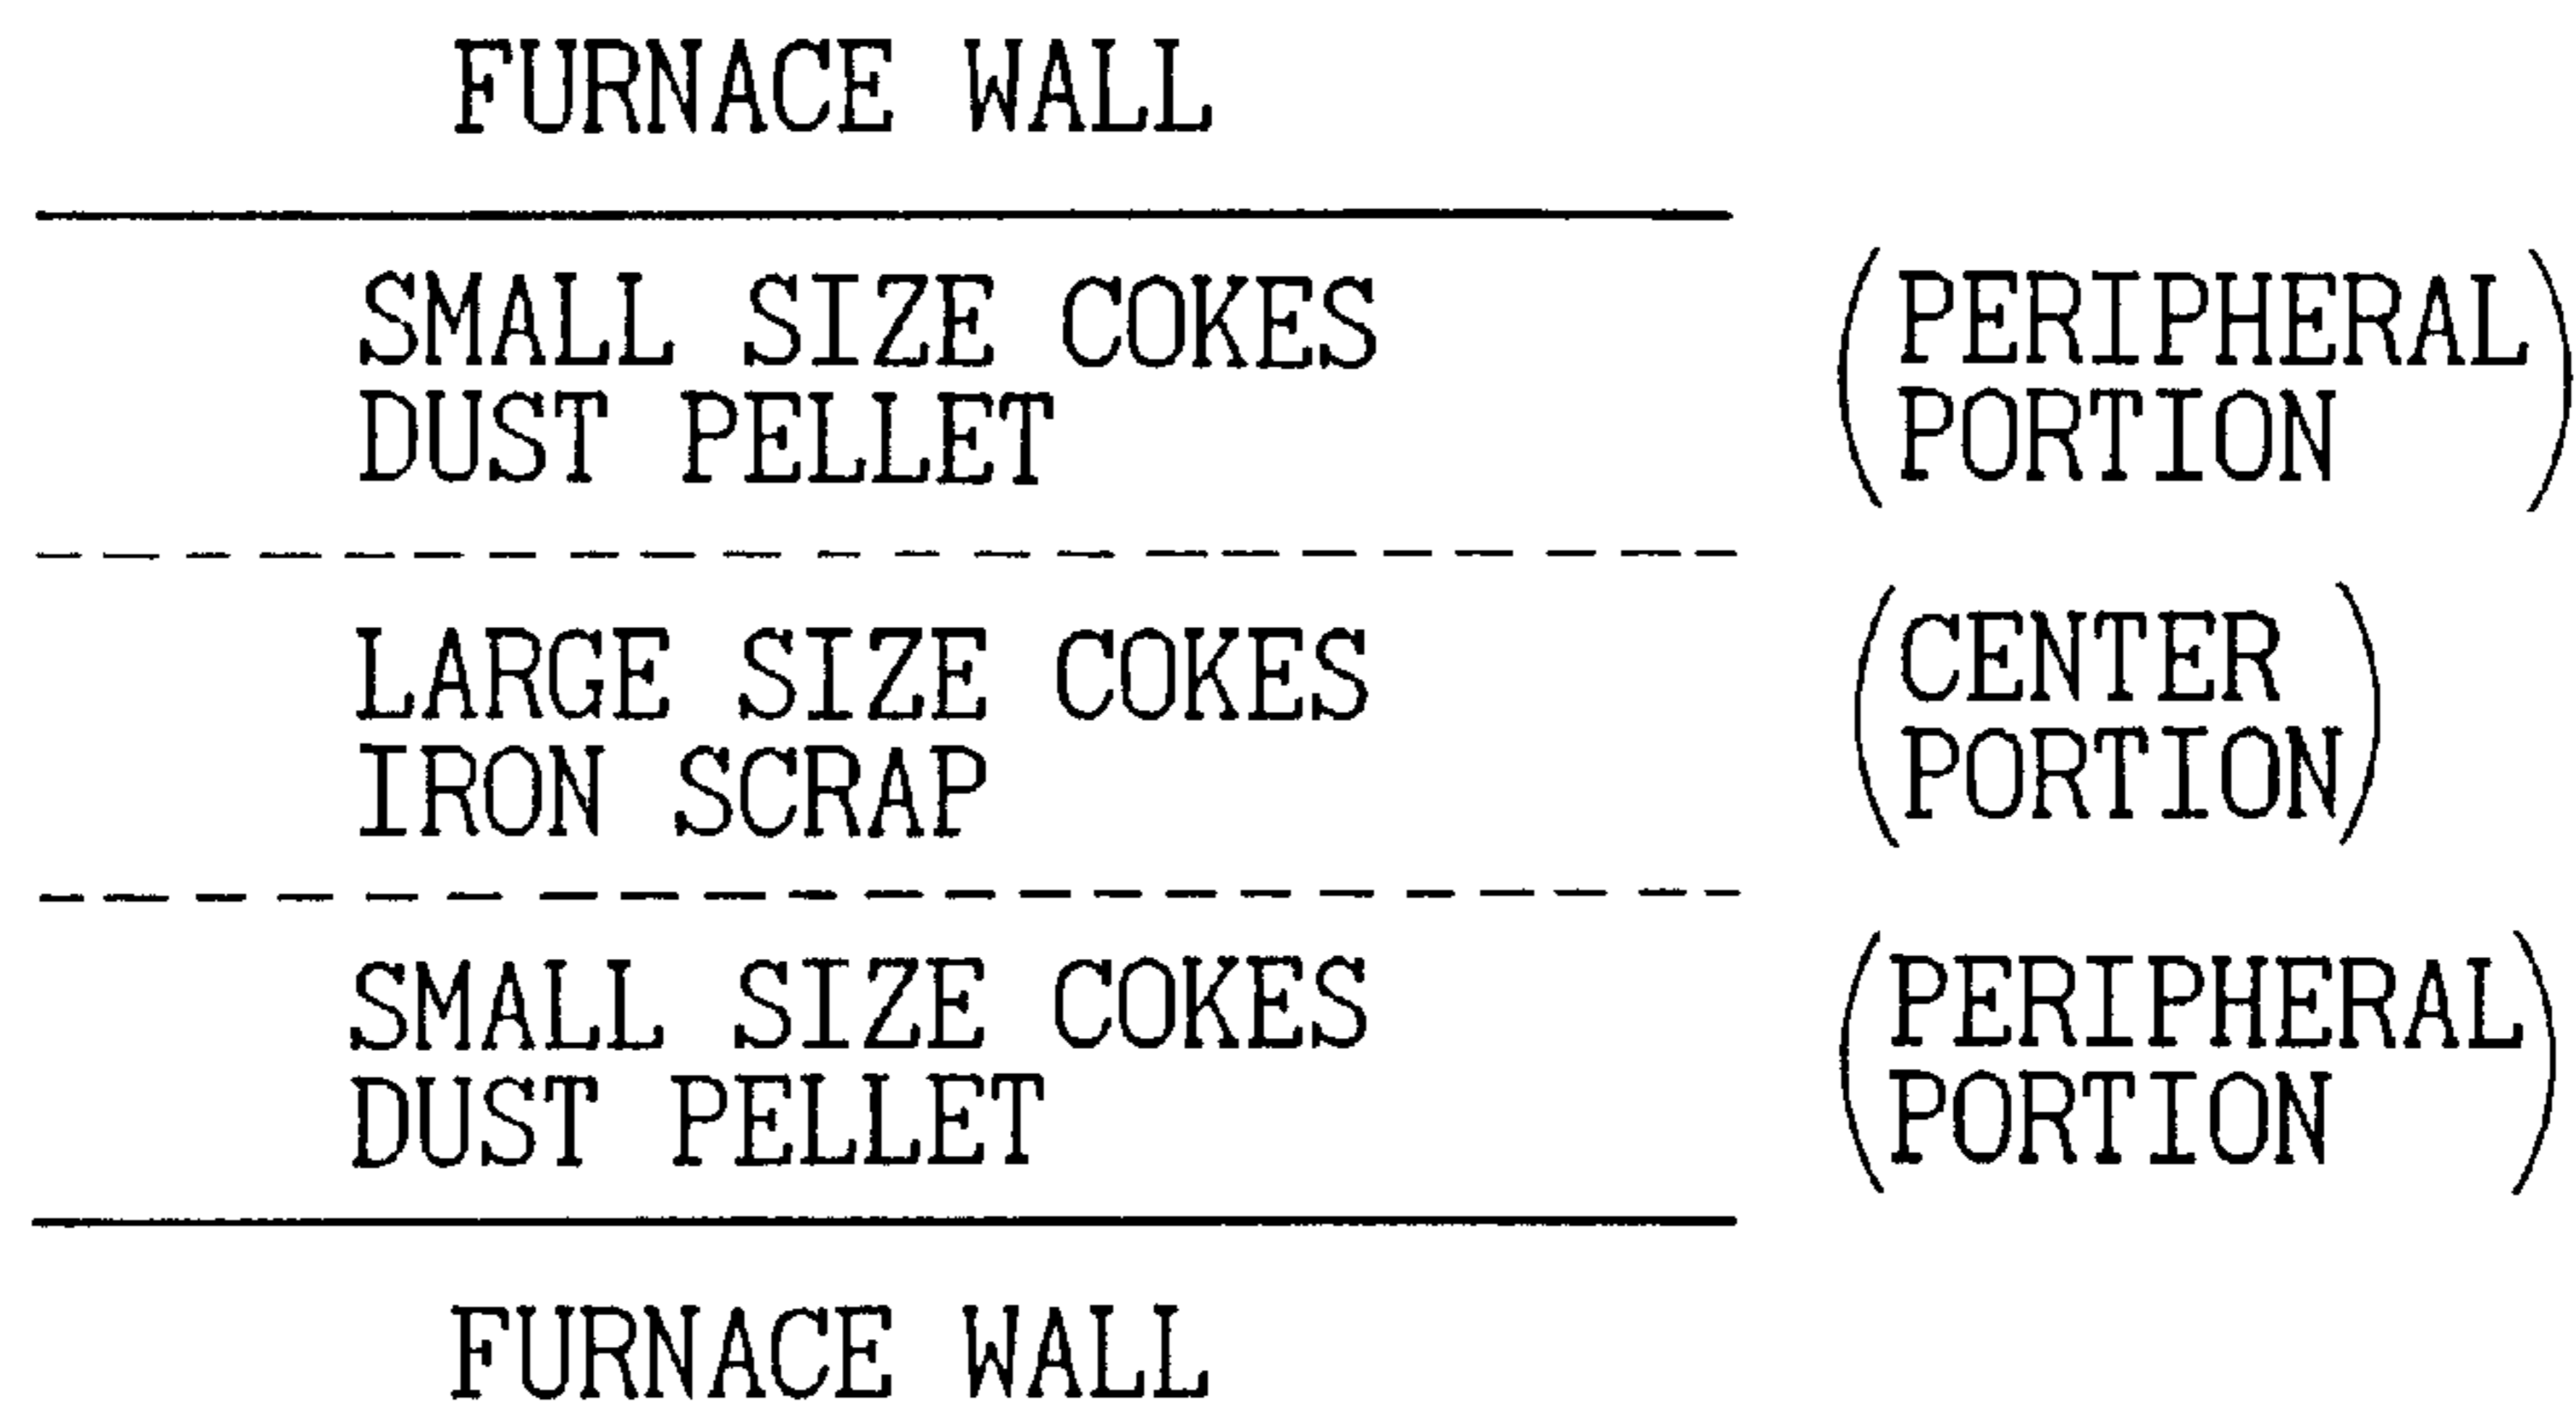 FURNACE WALL
SMALL SIZE COKES
DUST PELLET
(PERIPHERAL
PORTION)
LARGE SIZE COKES
IRON SCRAP
(CENTER
PORTION)
SMALL SIZE COKES
DUST PELLET
(PERIPHERAL
PORTION)
FURNACE WALL